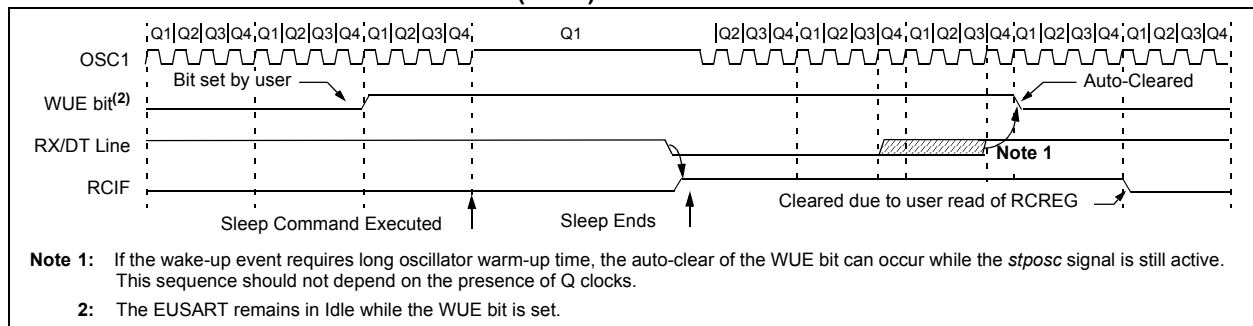 Q1|Q2|Q3|Q4|Q1|Q2|Q3|Q4|Q1|Q2|Q3|Q4 Q1 Q2|Q3|Q4|Q1|Q2|Q3|Q4|Q1|Q2|Q3|Q4|Q1|Q2|Q3|Q4|Q1|Q2|Q3|Q4
OSC1
Bit set by user Auto-Cleared
WUE bit(2)
RX/DT Line
Note 1
RCIF
Cleared due to user read of RCREG
Sleep Command Executed Sleep Ends
Note 1: If the wake-up event requires long oscillator warm-up time, the auto-clear of the WUE bit can occur while the stposc signal is still active.
This sequence should not depend on the presence of Q clocks.
2: The EUSART remains in Idle while the WUE bit is set.